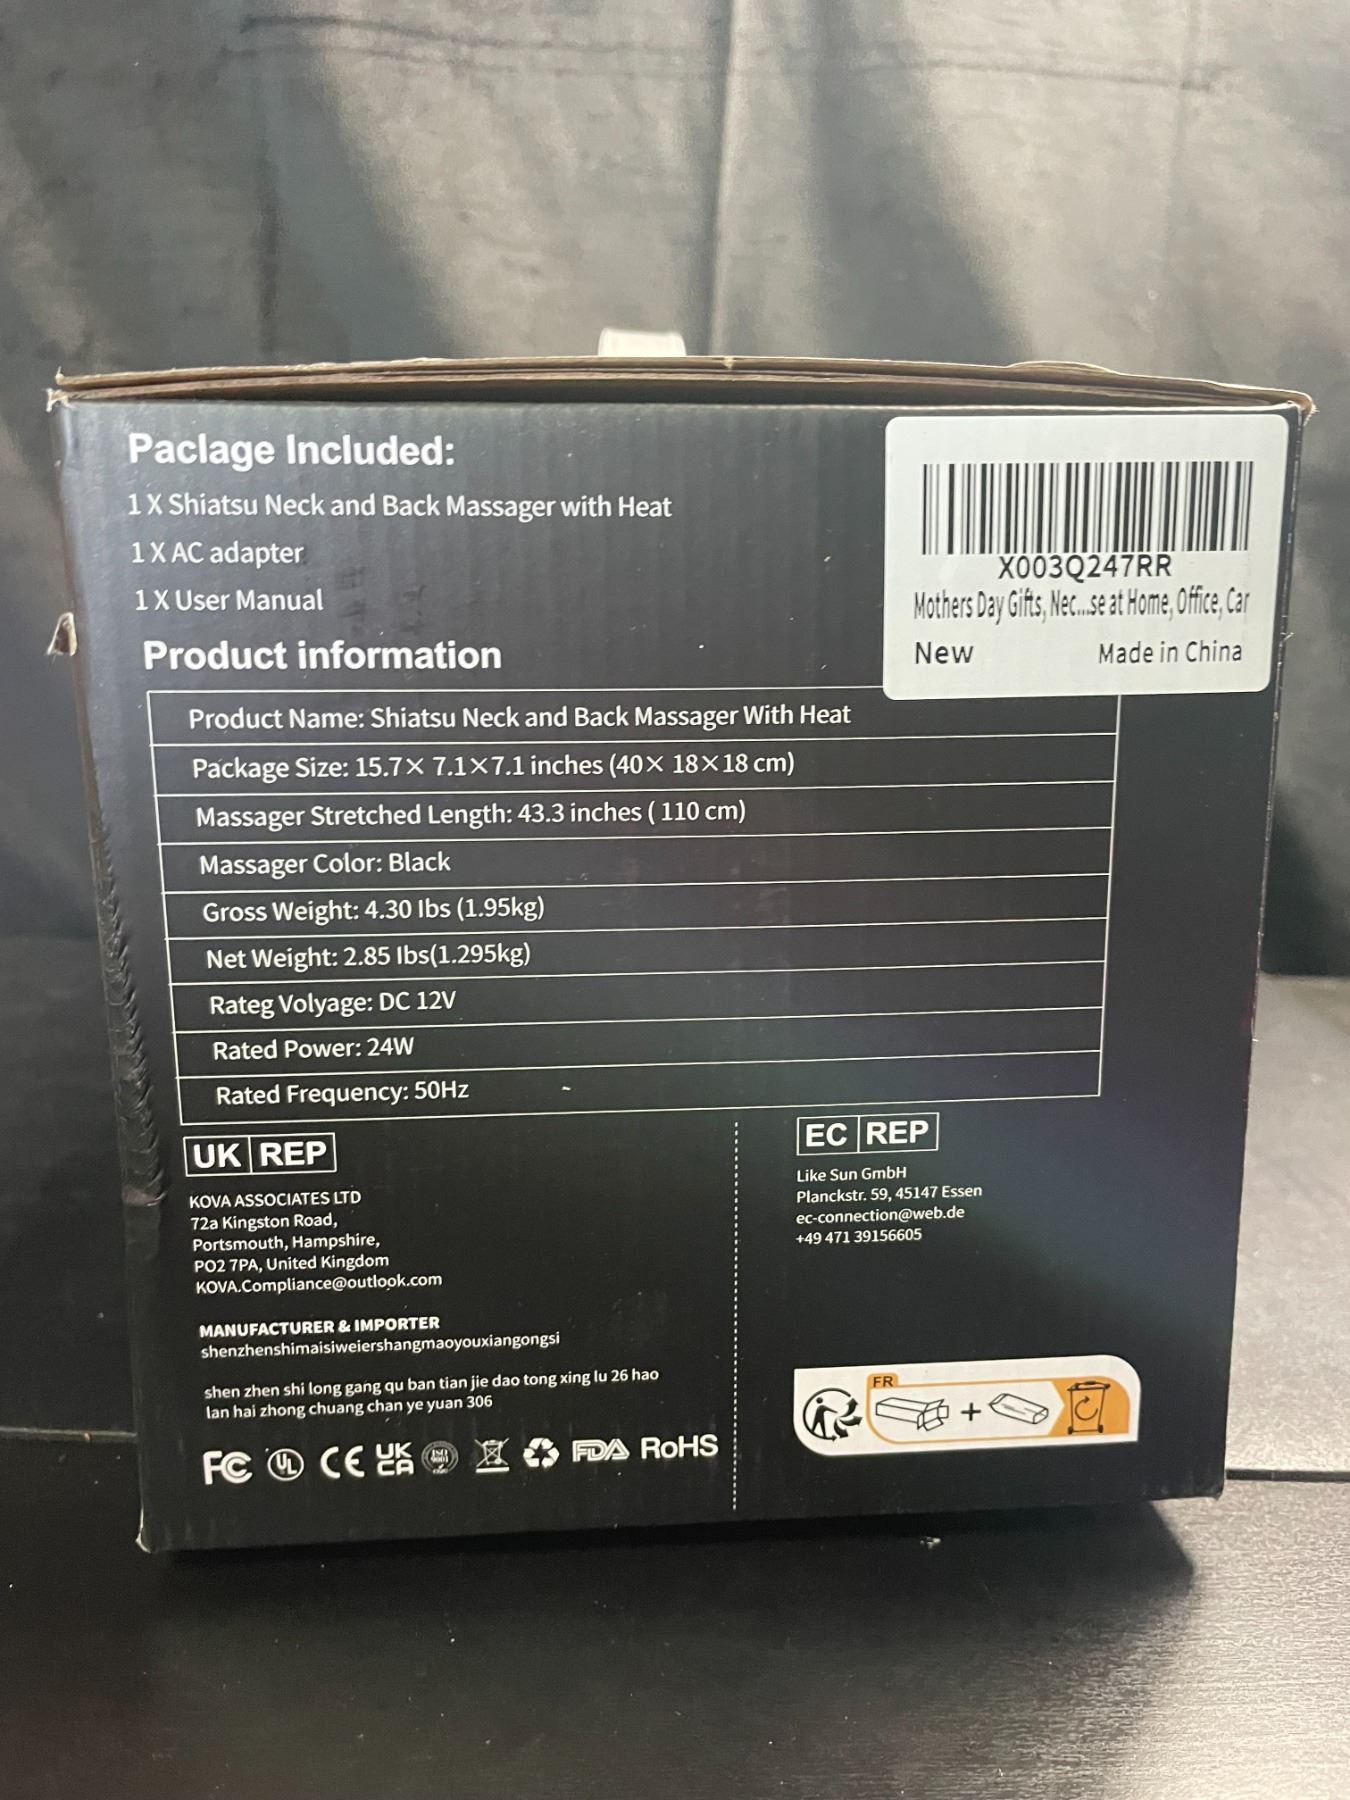 Paclage Included:
1 X Shiatsu Neck and Back Massager with Heat
1 X AC adapter
1 X User Manual
X003Q247RR
Mothers Day Gifts, Nec...se at Home, Office, Car
New Made in China
Product information
Product Name: Shiatsu Neck and Back Massager With Heat
Package Size: 15.7× 7.1×7.1 inches (40× 18×18 cm)
Massager Stretched Length: 43.3 inches ( 110 cm)
Massager Color: Black
Gross Weight: 4.30 lbs (1.95kg)
Net Weight: 2.85 lbs(1.295kg)
Rateg Volyage: DC 12V
Rated Power: 24W
Rated Frequency: 50Hz
UK REP
KOVA ASSOCIATES LTD
72a Kingston Road,
Portsmouth, Hampshire,
PO2 7PA, United Kingdom
KOVA.Compliance@outlook.com
MANUFACTURER & IMPORTER
shenzhenshimaisiweiershangmaoyouxiangongsi
shen zhen shi long gang qu ban tian jie dao tong xing lu 26 hao
lan hai zhong chuang chan ye yuan 306
FC UL CE UK CA ISO 9001 FDA RoHS
EC REP
Like Sun GmbH
Planckstr. 59, 45147 Essen
ec-connection@web.de
+49 471 39156605
FR
+